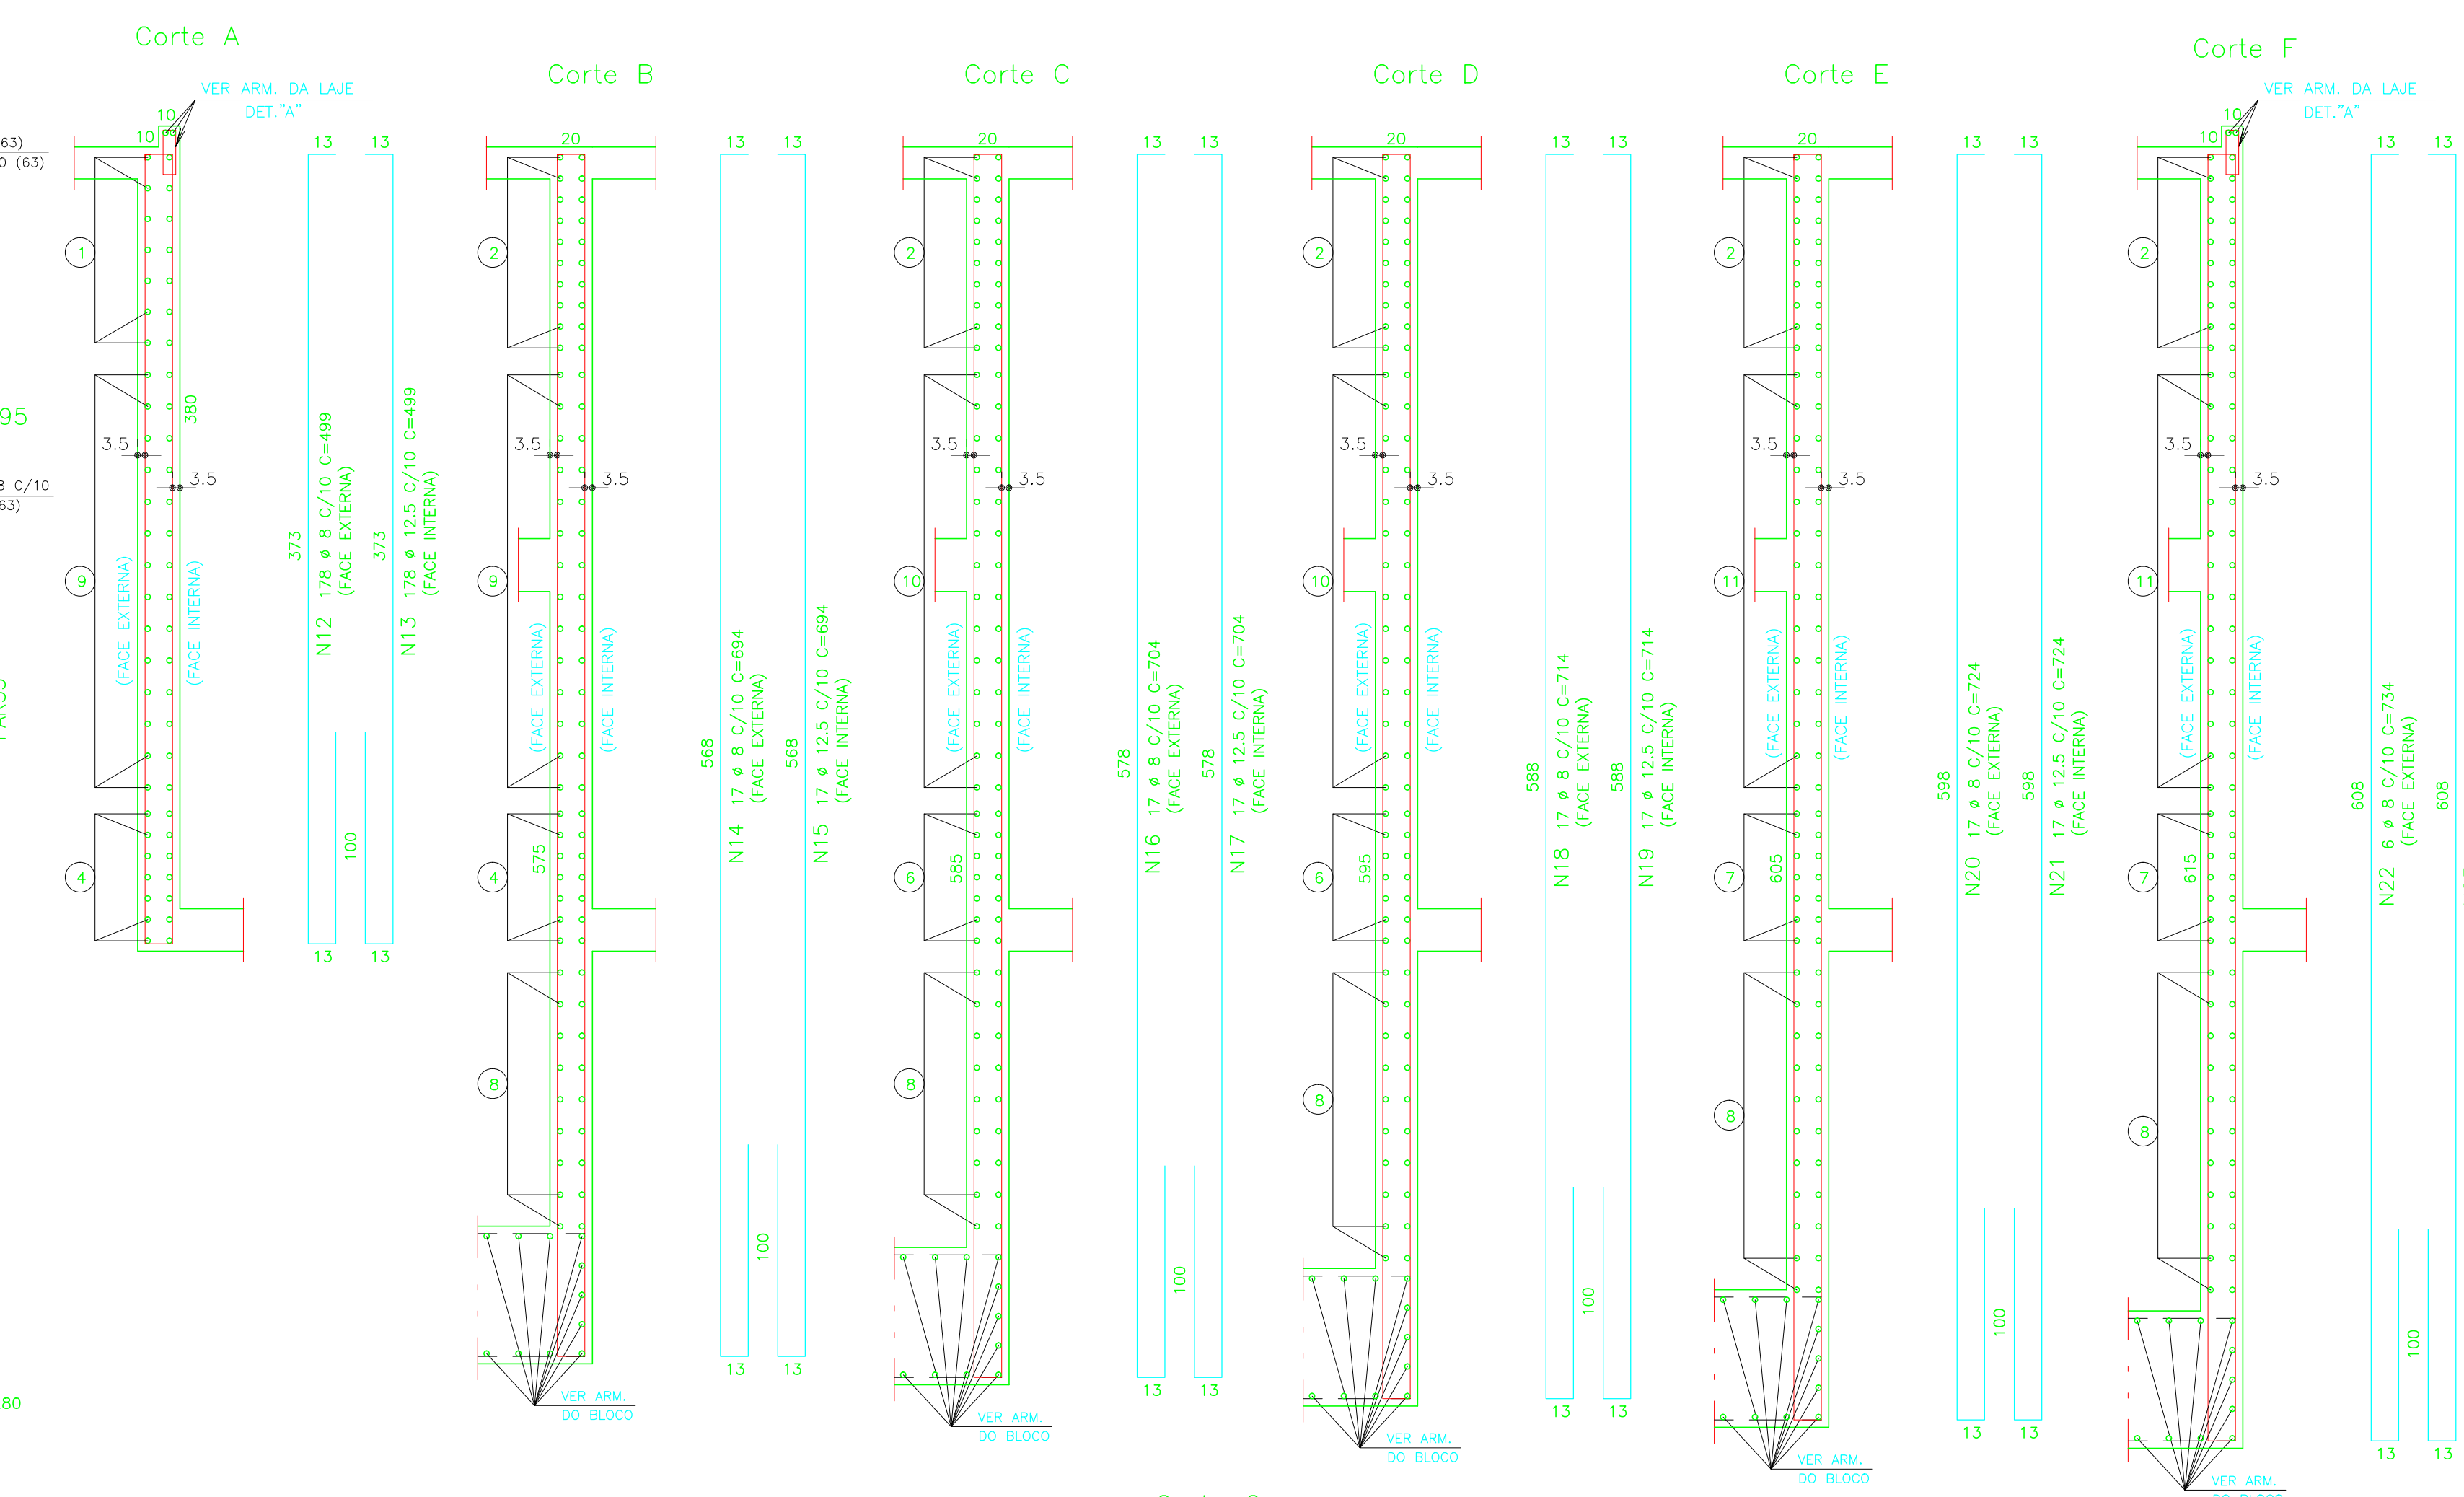 Corte A
VER ARM. DA LAJE
DET."A"
10
10
63)
0 (63)
95
8 C/10
63)
80
1
9
4
3.5
3.5
380
(FACE EXTERNA)
(FACE INTERNA)
13
13
373
N12 178 ø 8 C/10 C=499
(FACE EXTERNA)
373
N13 178 ø 12.5 C/10 C=499
(FACE INTERNA)
100
13
13
Corte B
20
2
9
4
8
3.5
3.5
575
(FACE EXTERNA)
(FACE INTERNA)
VER ARM.
DO BLOCO
13
13
568
N14 17 ø 8 C/10 C=694
(FACE EXTERNA)
568
N15 17 ø 12.5 C/10 C=694
(FACE INTERNA)
100
13
13
Corte C
20
2
10
6
8
3.5
3.5
585
(FACE EXTERNA)
(FACE INTERNA)
VER ARM.
DO BLOCO
13
13
578
N16 17 ø 8 C/10 C=704
(FACE EXTERNA)
578
N17 17 ø 12.5 C/10 C=704
(FACE INTERNA)
100
13
13
Corte D
20
2
10
6
8
3.5
3.5
595
(FACE EXTERNA)
(FACE INTERNA)
VER ARM.
DO BLOCO
13
13
588
N18 17 ø 8 C/10 C=714
(FACE EXTERNA)
588
N19 17 ø 12.5 C/10 C=714
(FACE INTERNA)
100
13
13
Corte E
20
2
11
7
8
3.5
3.5
605
(FACE EXTERNA)
(FACE INTERNA)
VER ARM.
DO BLOCO
13
13
598
N20 17 ø 8 C/10 C=724
(FACE EXTERNA)
598
N21 17 ø 12.5 C/10 C=724
(FACE INTERNA)
100
13
13
Corte F
VER ARM. DA LAJE
DET."A"
10
10
2
11
7
8
3.5
3.5
615
(FACE EXTERNA)
(FACE INTERNA)
VER ARM.
13
13
608
N22 6 ø 8 C/10 C=734
(FACE EXTERNA)
608
100
13
13